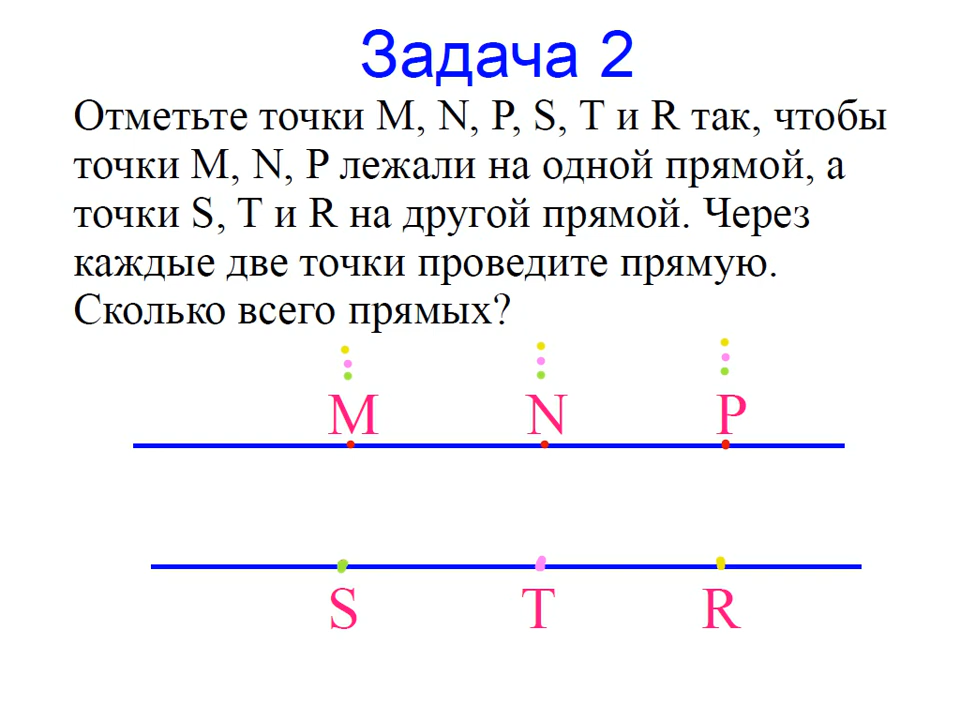 Задача 2
Отметьте точки M, N, P, S, T и R так, чтобы
точки M, N, P лежали на одной прямой, а
точки S, T и R на другой прямой. Через
каждые две точки проведите прямую.
Сколько всего прямых?
M N P
S T R